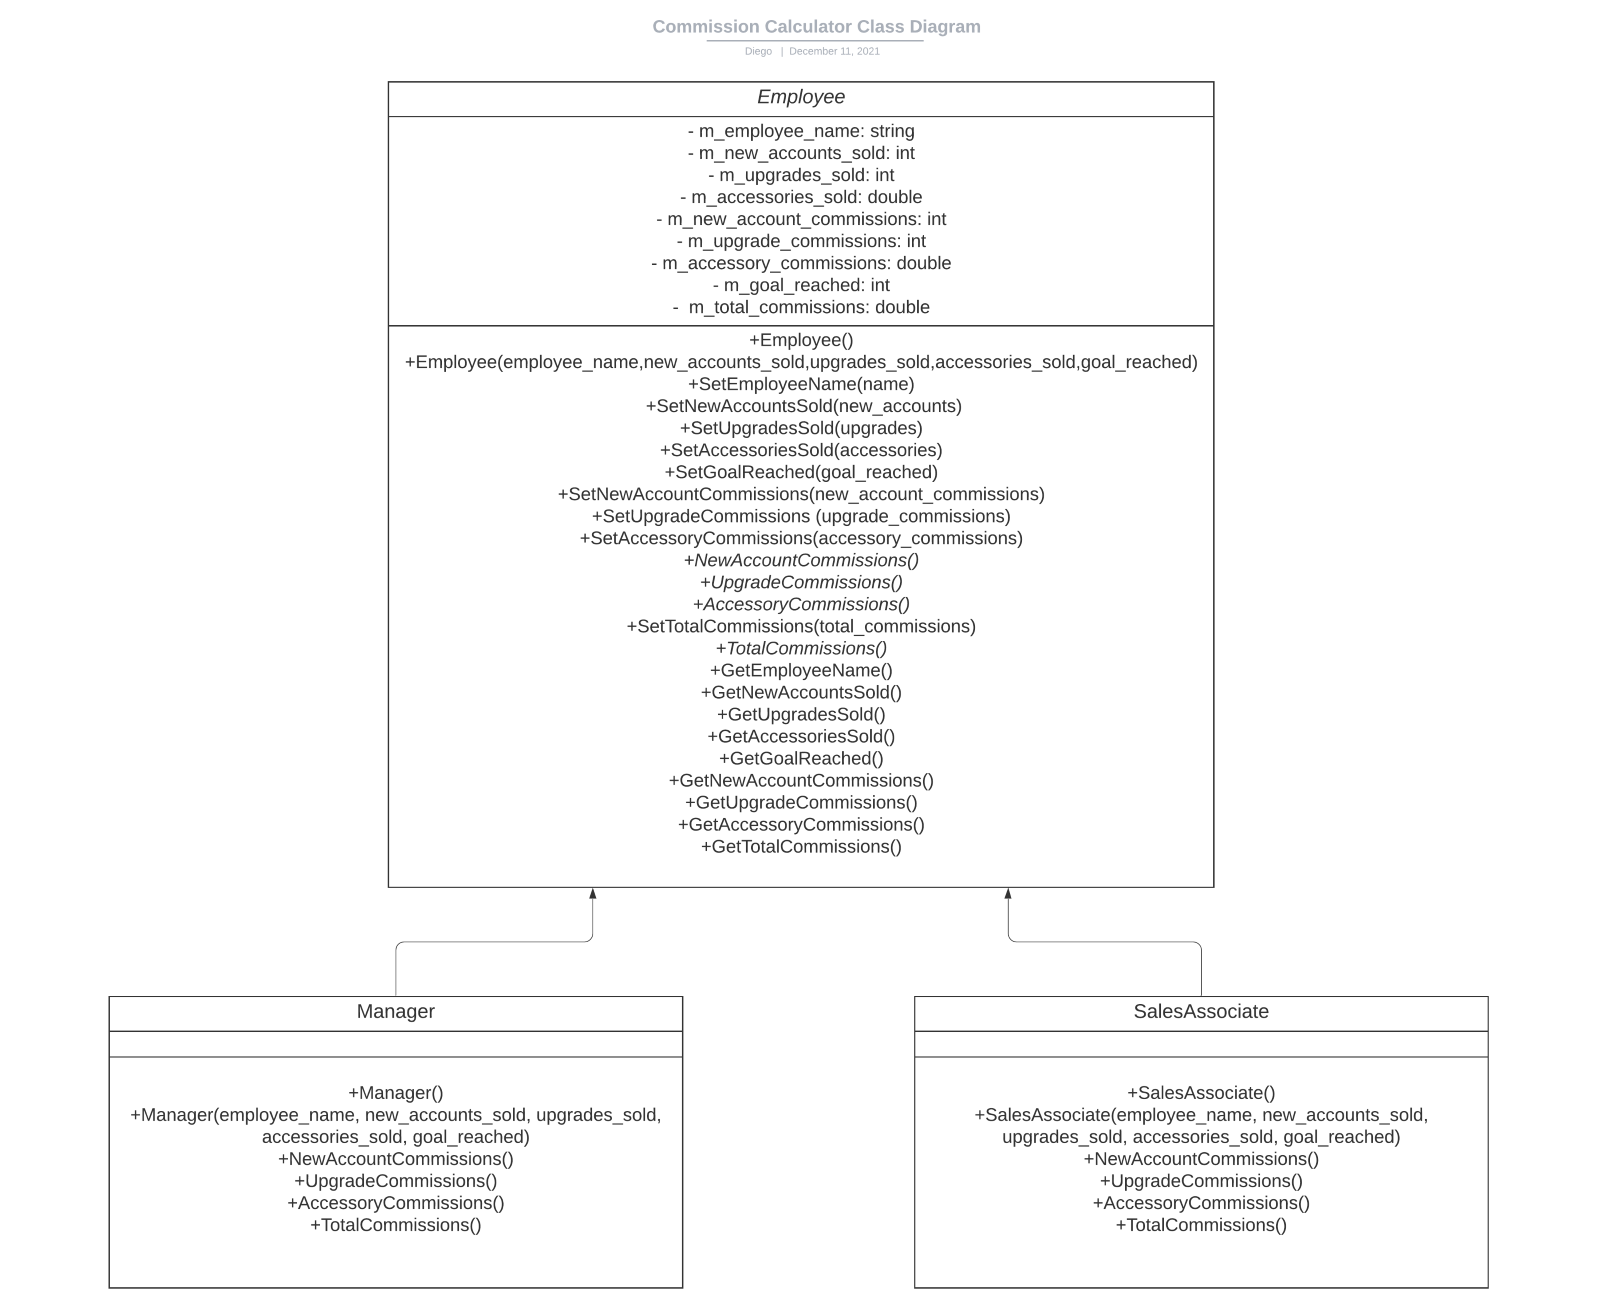 Commission Calculator Class Diagram
Diego | December 11, 2021
Employee
- m_employee_name: string
- m_new_accounts_sold: int
- m_upgrades_sold: int
- m_accessories_sold: double
- m_new_account_commissions: int
- m_upgrade_commissions: int
- m_accessory_commissions: double
- m_goal_reached: int
- m_total_commissions: double
+Employee()
+Employee(employee_name,new_accounts_sold,upgrades_sold,accessories_sold,goal_reached)
+SetEmployeeName(name)
+SetNewAccountsSold(new_accounts)
+SetUpgradesSold(upgrades)
+SetAccessoriesSold(accessories)
+SetGoalReached(goal_reached)
+SetNewAccountCommissions(new_account_commissions)
+SetUpgradeCommissions (upgrade_commissions)
+SetAccessoryCommissions(accessory_commissions)
+NewAccountCommissions()
+UpgradeCommissions()
+AccessoryCommissions()
+SetTotalCommissions(total_commissions)
+TotalCommissions()
+GetEmployeeName()
+GetNewAccountsSold()
+GetUpgradesSold()
+GetAccessoriesSold()
+GetGoalReached()
+GetNewAccountCommissions()
+GetUpgradeCommissions()
+GetAccessoryCommissions()
+GetTotalCommissions()
Manager
+Manager()
+Manager(employee_name, new_accounts_sold, upgrades_sold,
accessories_sold, goal_reached)
+NewAccountCommissions()
+UpgradeCommissions()
+AccessoryCommissions()
+TotalCommissions()
SalesAssociate
+SalesAssociate()
+SalesAssociate(employee_name, new_accounts_sold,
upgrades_sold, accessories_sold, goal_reached)
+NewAccountCommissions()
+UpgradeCommissions()
+AccessoryCommissions()
+TotalCommissions()